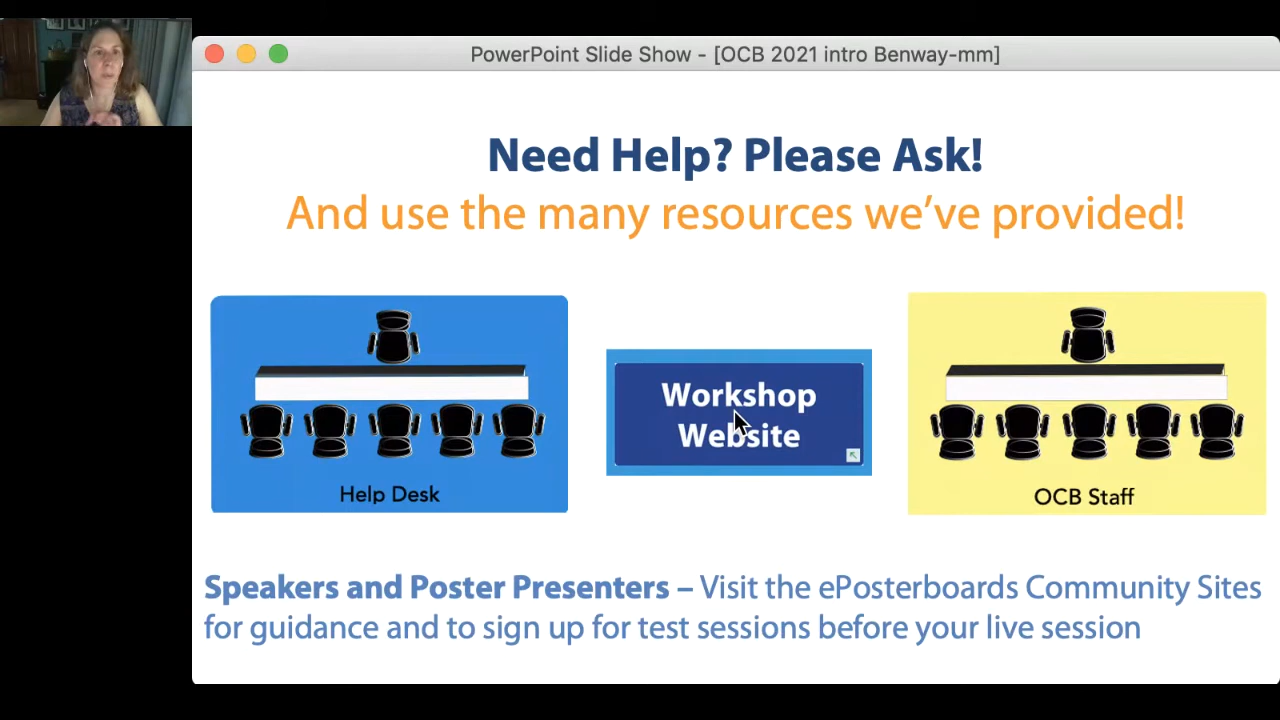 PowerPoint Slide Show - [OCB 2021 intro Benway-mm]
Need Help? Please Ask!
And use the many resources we’ve provided!
Workshop
Website
Help Desk
OCB Staff
Speakers and Poster Presenters – Visit the ePosterboards Community Sites
for guidance and to sign up for test sessions before your live session